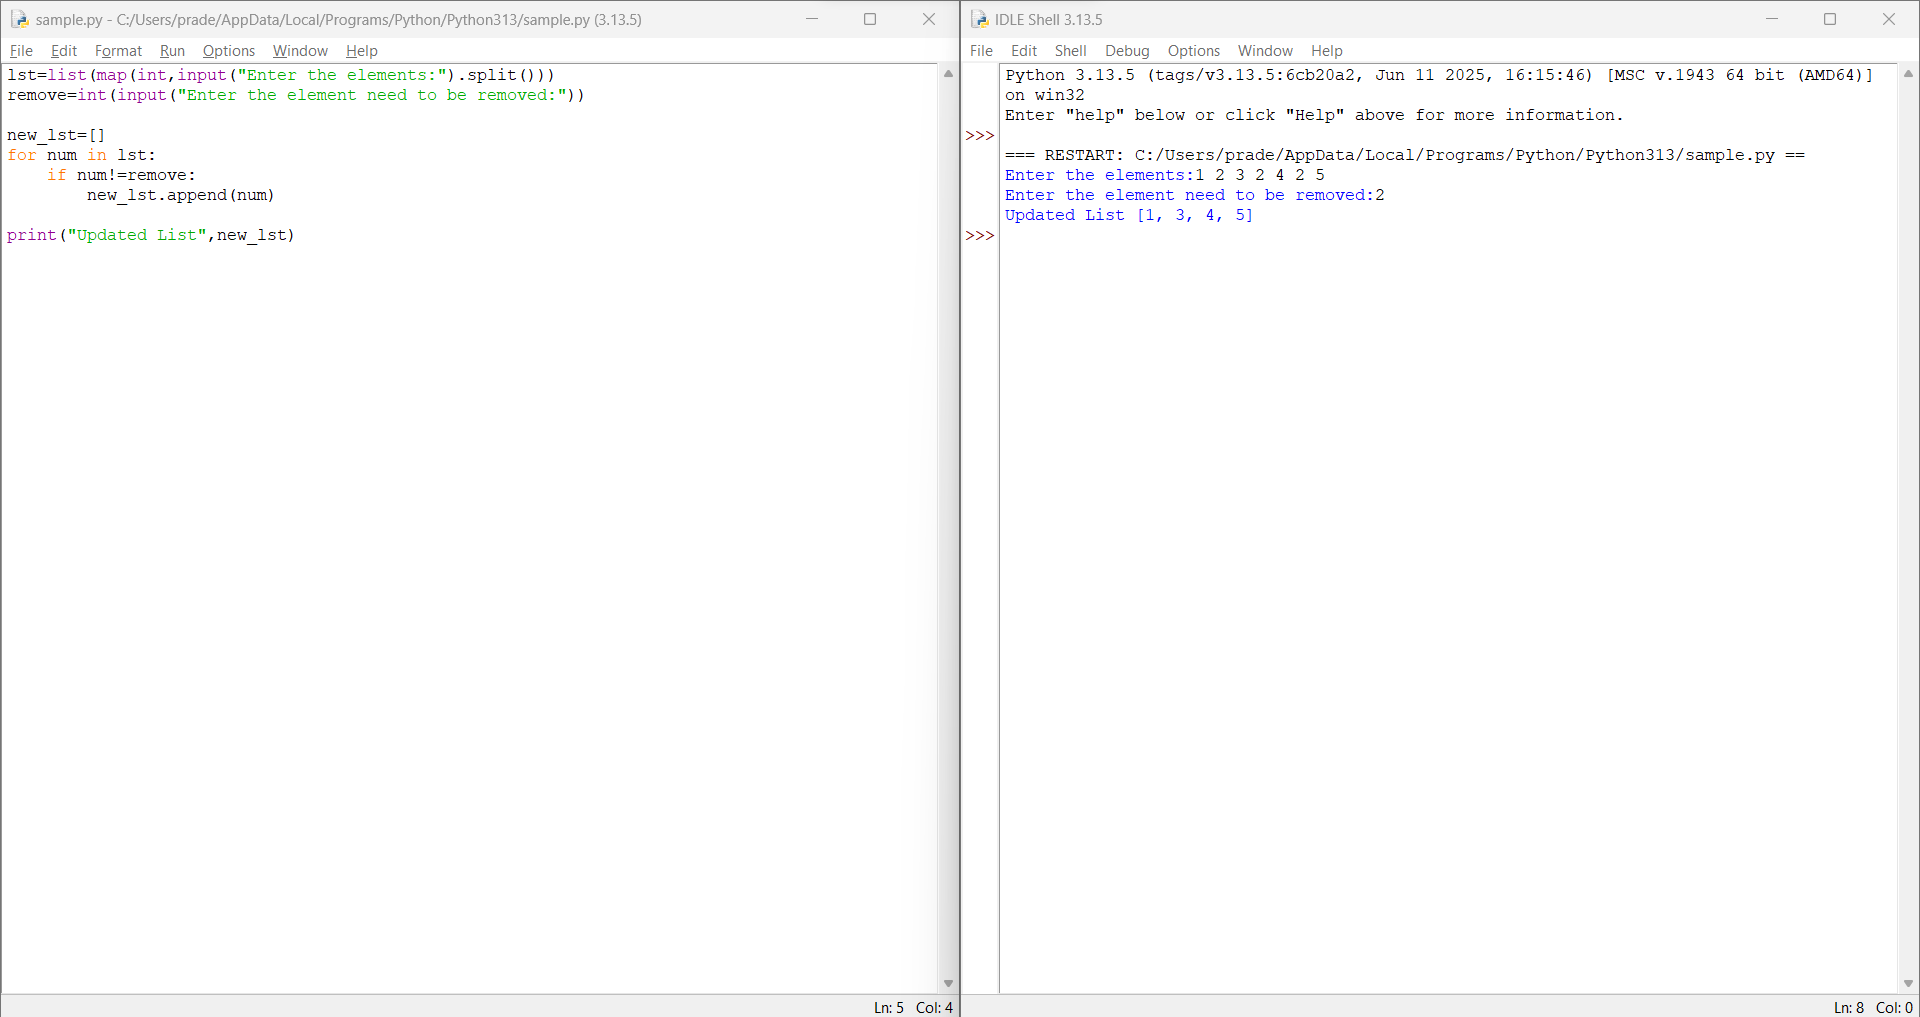 sample.py - C:/Users/prade/AppData/Local/Programs/Python/Python313/sample.py (3.13.5)
File Edit Format Run Options Window Help
lst=list(map(int,input("Enter the elements:").split()))
remove=int(input("Enter the element need to be removed:"))
new_lst=[]
for num in lst:
    if num!=remove:
        new_lst.append(num)
print("Updated List",new_lst)
Ln: 5 Col: 4
IDLE Shell 3.13.5
File Edit Shell Debug Options Window Help
Python 3.13.5 (tags/v3.13.5:6cb20a2, Jun 11 2025, 16:15:46) [MSC v.1943 64 bit (AMD64)]
on win32
Enter "help" below or click "Help" above for more information.
>>>
=== RESTART: C:/Users/prade/AppData/Local/Programs/Python/Python313/sample.py ==
Enter the elements:1 2 3 2 4 2 5
Enter the element need to be removed:2
Updated List [1, 3, 4, 5]
>>>
Ln: 8 Col: 0